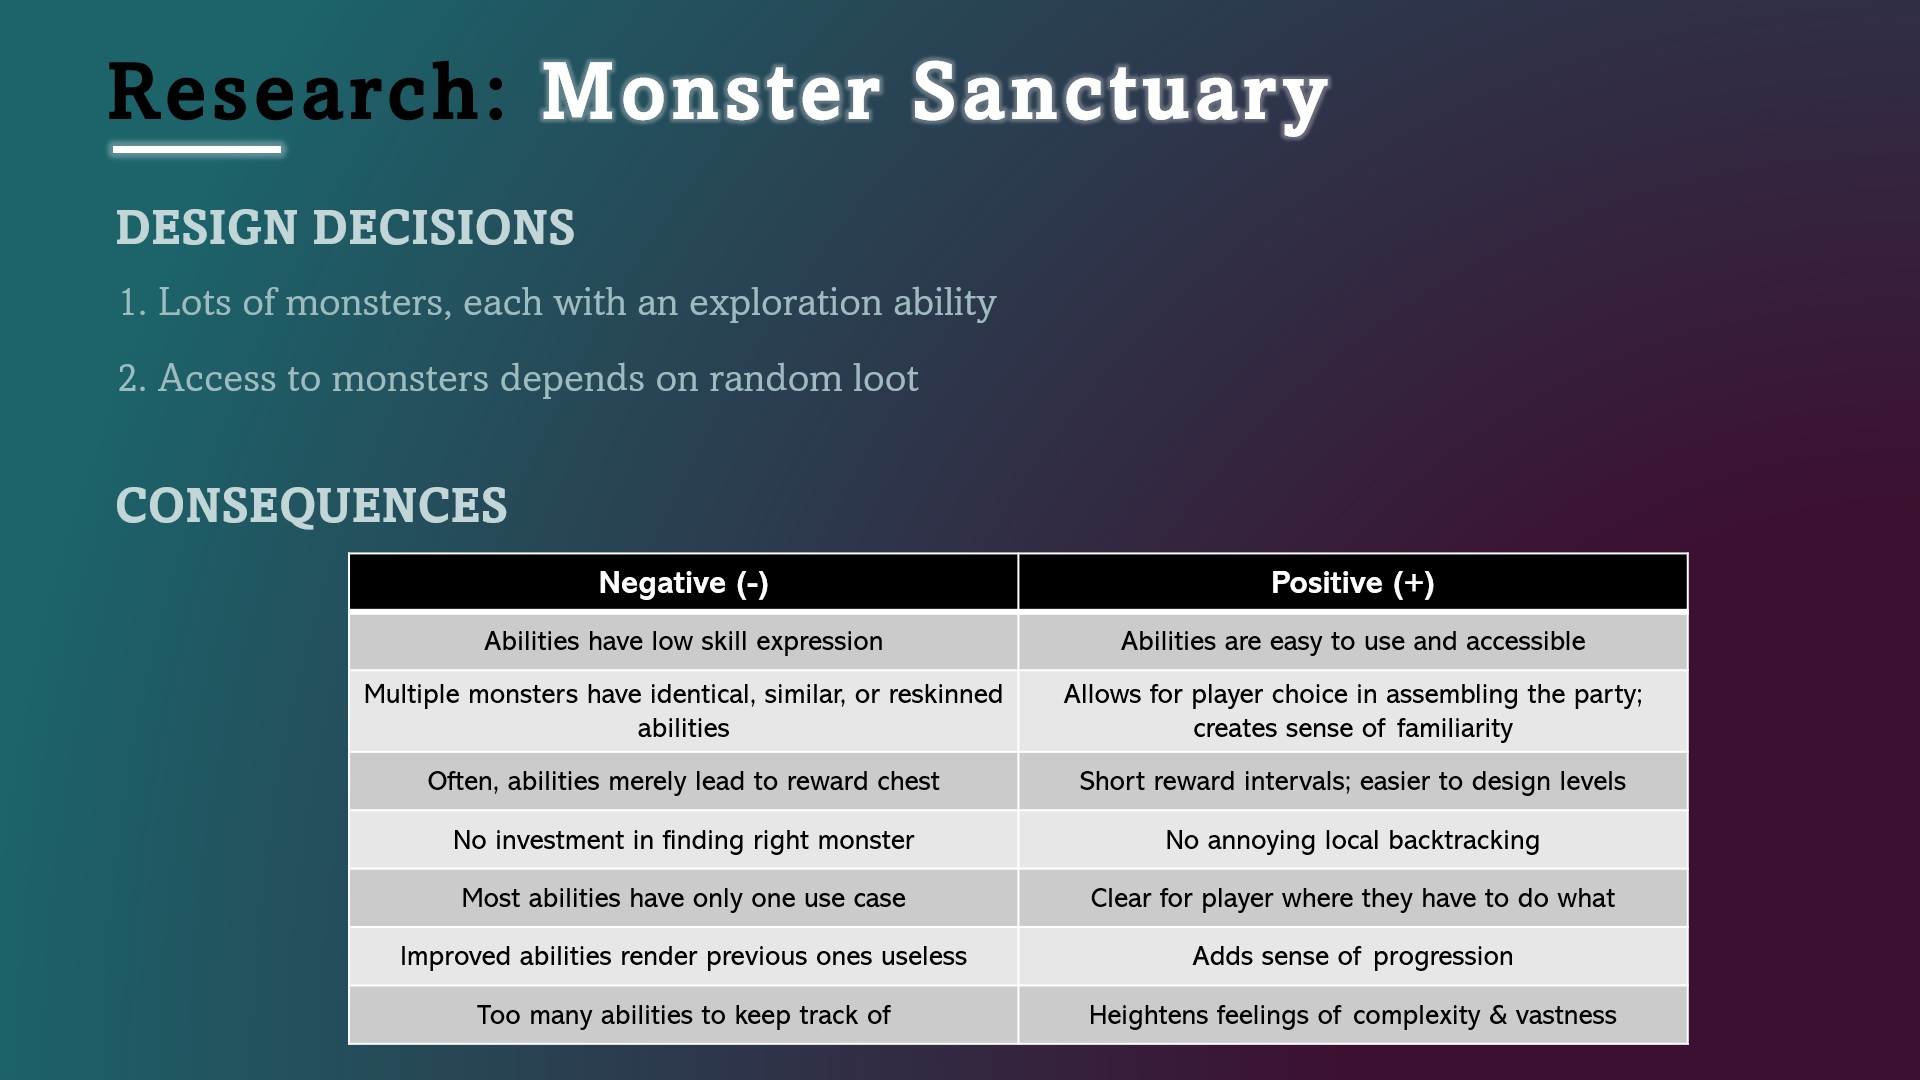 Research: Monster Sanctuary
DESIGN DECISIONS
1. Lots of monsters, each with an exploration ability
2. Access to monsters depends on random loot
CONSEQUENCES
Negative (-)
Positive (+)
Abilities have low skill expression
Abilities are easy to use and accessible
Multiple monsters have identical, similar, or reskinned
abilities
Allows for player choice in assembling the party;
creates sense of familiarity
Often, abilities merely lead to reward chest
Short reward intervals; easier to design levels
No investment in finding right monster
No annoying local backtracking
Most abilities have only one use case
Clear for player where they have to do what
Improved abilities render previous ones useless
Adds sense of progression
Too many abilities to keep track of
Heightens feelings of complexity & vastness